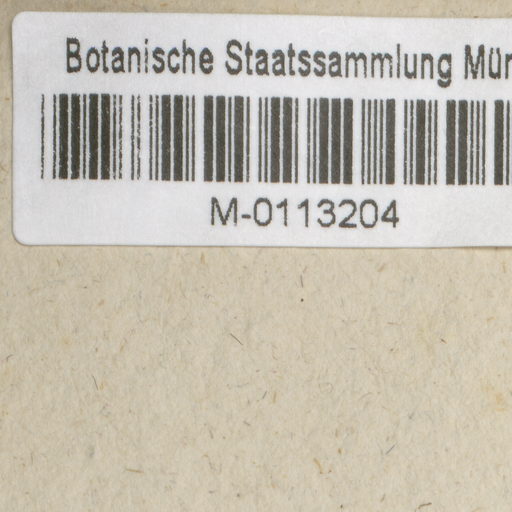 Botanische Staatssammlung Mün
M-0113204